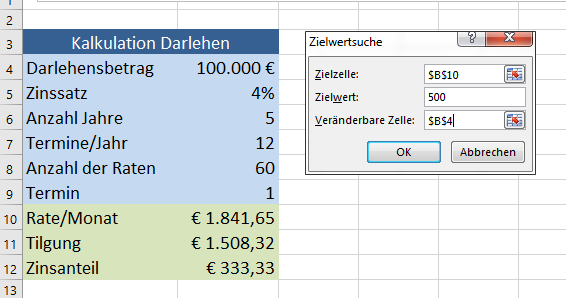 2
3 Kalkulation Darlehen
4 Darlehensbetrag 100.000 €
5 Zinssatz 4%
6 Anzahl Jahre 5
7 Termine/Jahr 12
8 Anzahl der Raten 60
9 Termin 1
10 Rate/Monat € 1.841,65
11 Tilgung € 1.508,32
12 Zinsanteil € 333,33
13
Zielwertsuche ?
Zielzelle: $B$10
Zielwert: 500
Veränderbare Zelle: $B$4
OK Abbrechen